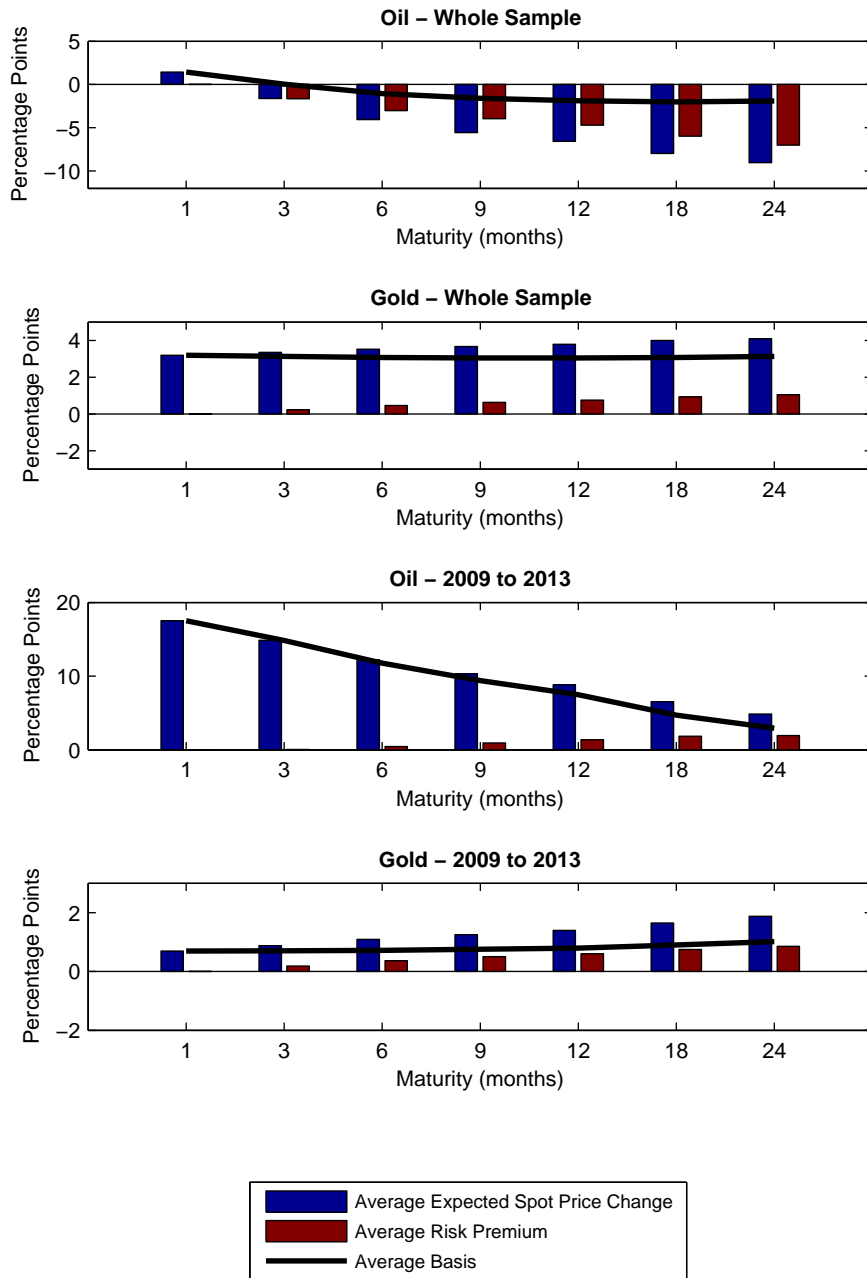 Oil – Whole Sample
Percentage Points
5
0
−5
−10
1 3 6 9 12 18 24
Maturity (months)
Gold – Whole Sample
Percentage Points
4
2
0
−2
1 3 6 9 12 18 24
Maturity (months)
Oil – 2009 to 2013
Percentage Points
20
10
0
1 3 6 9 12 18 24
Maturity (months)
Gold – 2009 to 2013
Percentage Points
2
0
−2
1 3 6 9 12 18 24
Maturity (months)
Average Expected Spot Price Change
Average Risk Premium
Average Basis